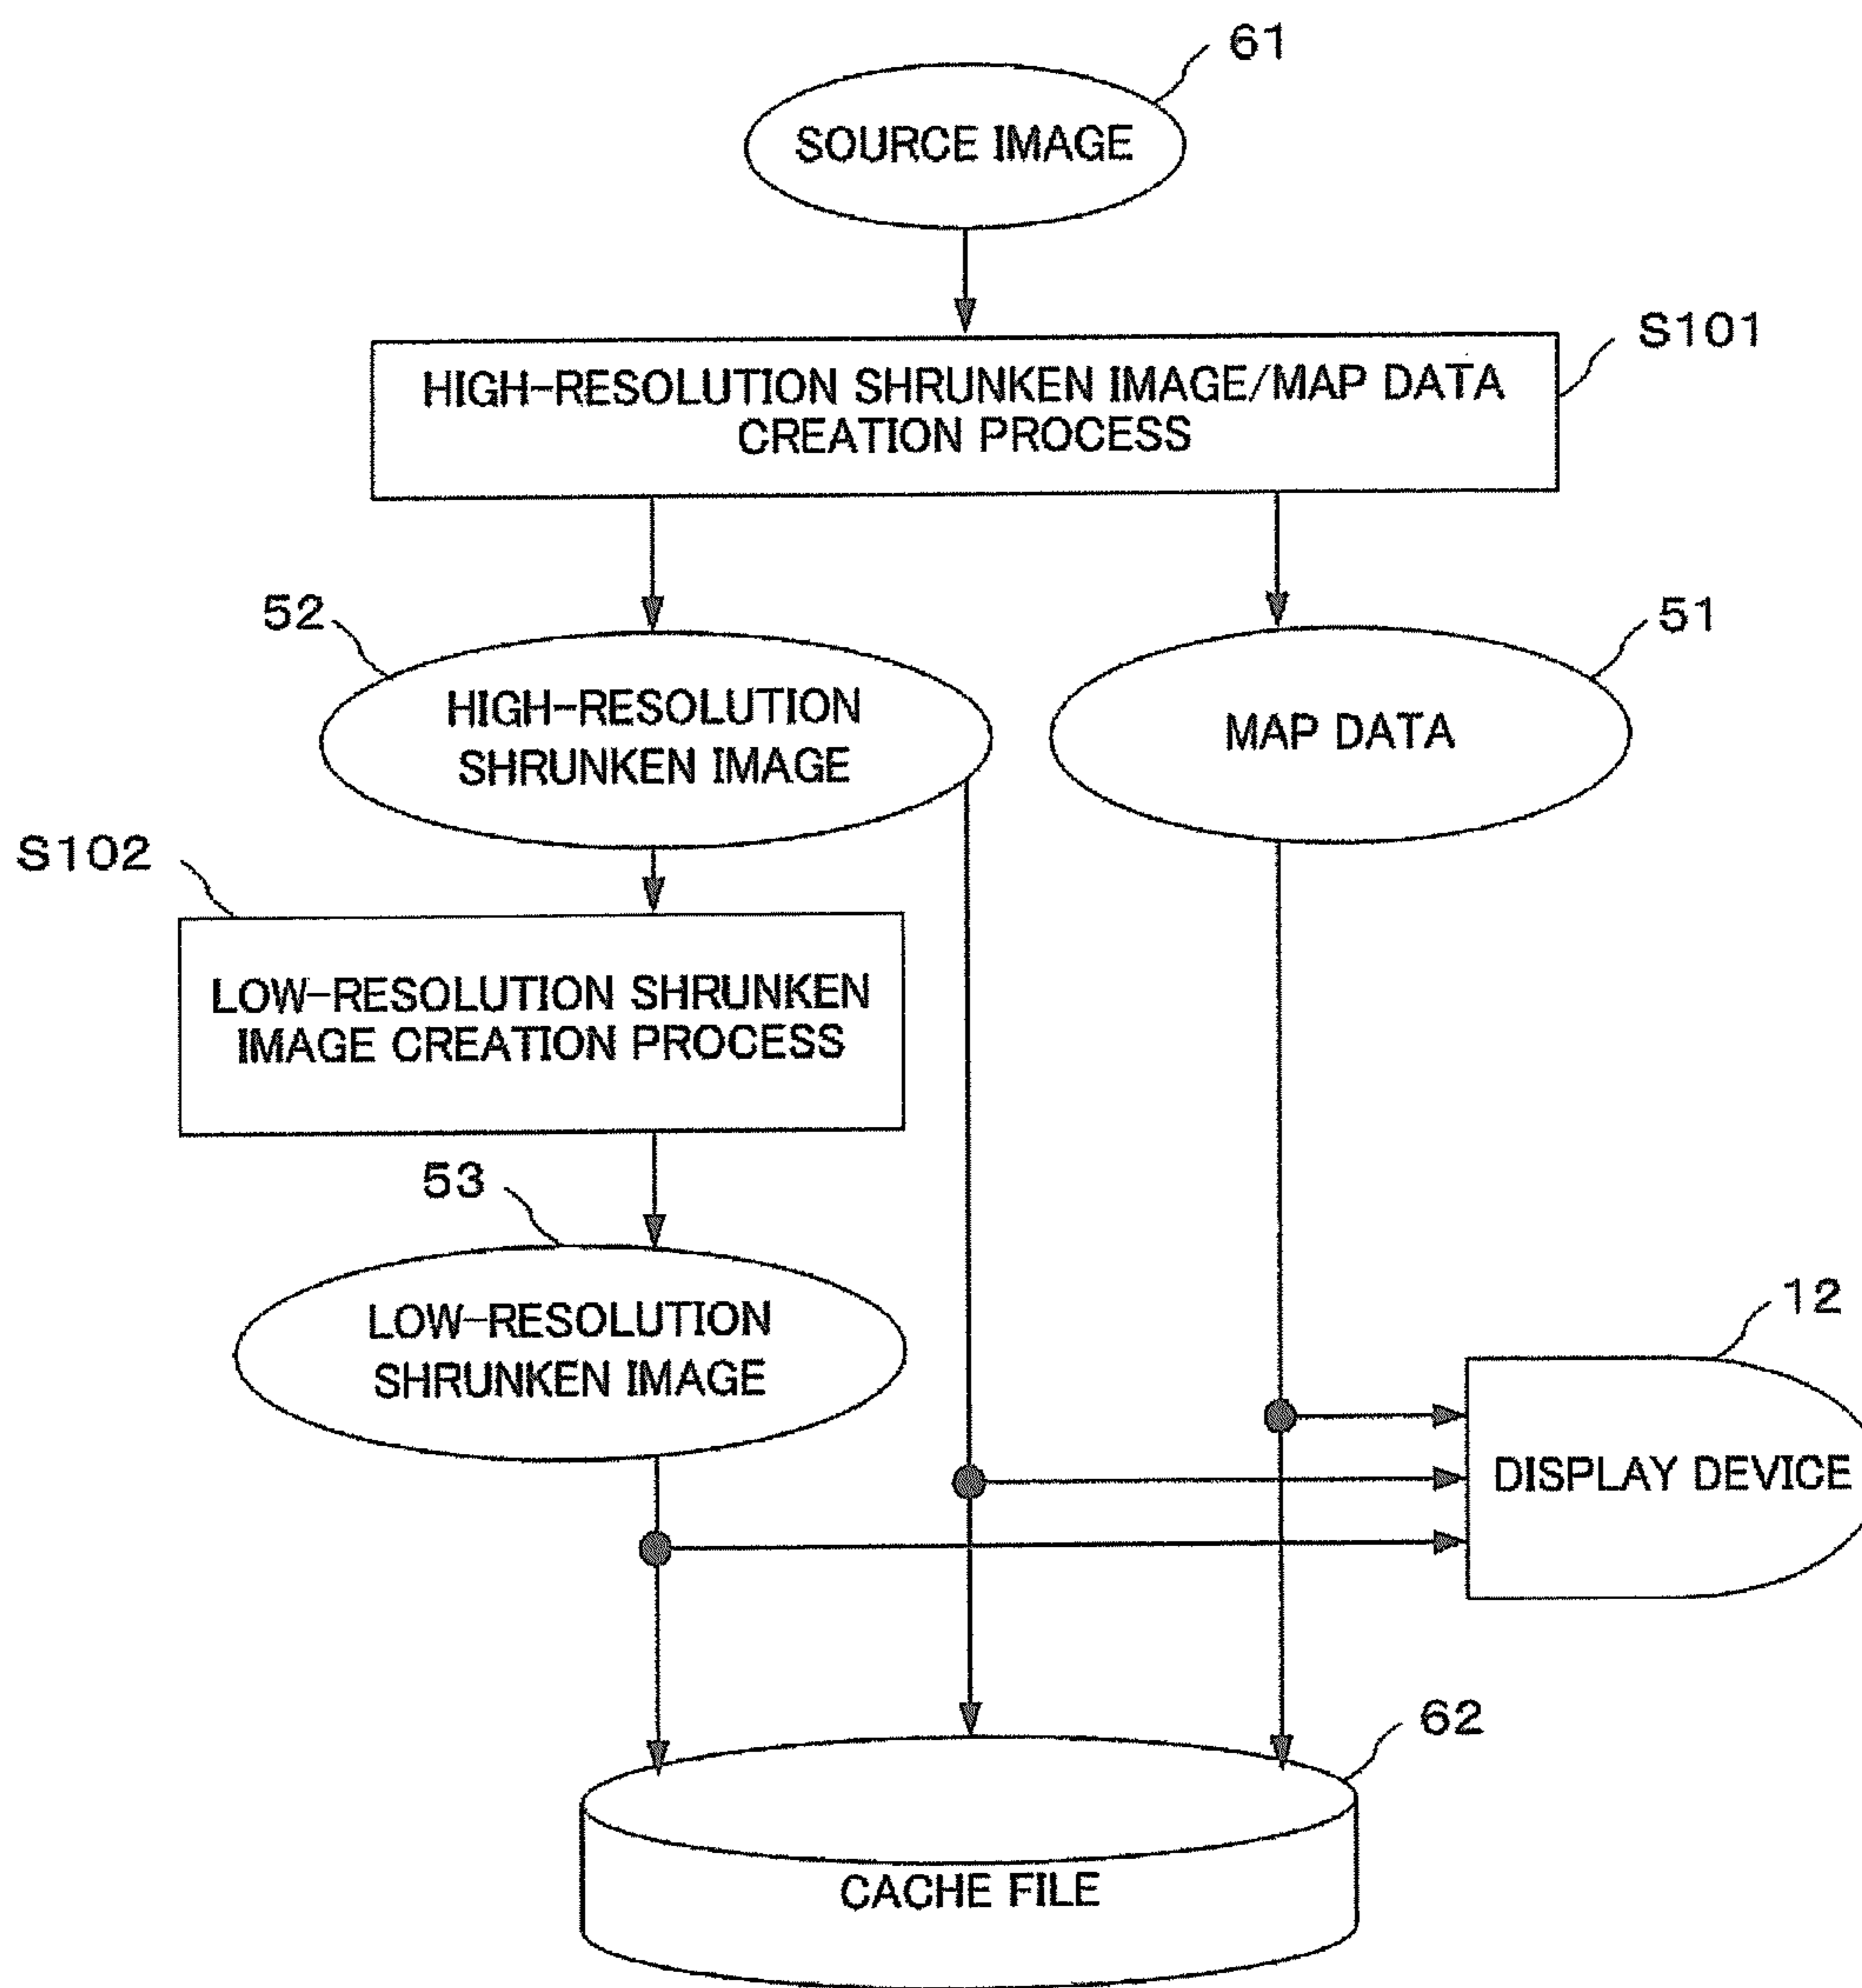 61
SOURCE IMAGE
S101
HIGH-RESOLUTION SHRUNKEN IMAGE/MAP DATA
CREATION PROCESS
52
51
HIGH-RESOLUTION
SHRUNKEN IMAGE
MAP DATA
S102
LOW-RESOLUTION SHRUNKEN
IMAGE CREATION PROCESS
53
LOW-RESOLUTION
SHRUNKEN IMAGE
12
DISPLAY DEVICE
62
CACHE FILE